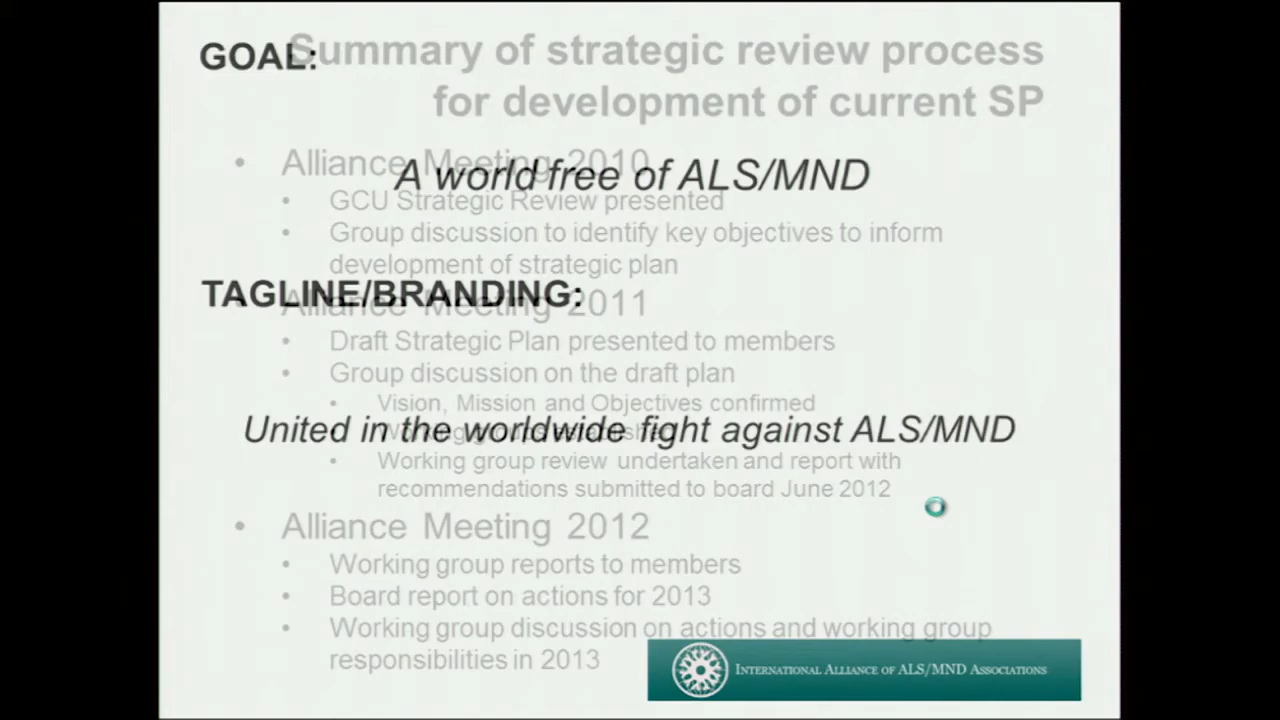 GOAL:
Summary of strategic review process
for development of current SP
• Alliance Meeting 2010
A world free of ALS/MND
• GCU Strategic Review presented
• Group discussion to identify key objectives to inform
development of strategic plan
TAGLINE/BRANDING:
Alliance Meeting 2011
• Draft Strategic Plan presented to members
• Group discussion on the draft plan
• Vision, Mission and Objectives confirmed
United in the worldwide fight against ALS/MND
Working groups established
• Working group review undertaken and report with
recommendations submitted to board June 2012
• Alliance Meeting 2012
• Working group reports to members
• Board report on actions for 2013
• Working group discussion on actions and working group
responsibilities in 2013
INTERNATIONAL ALLIANCE OF ALS/MND ASSOCIATIONS